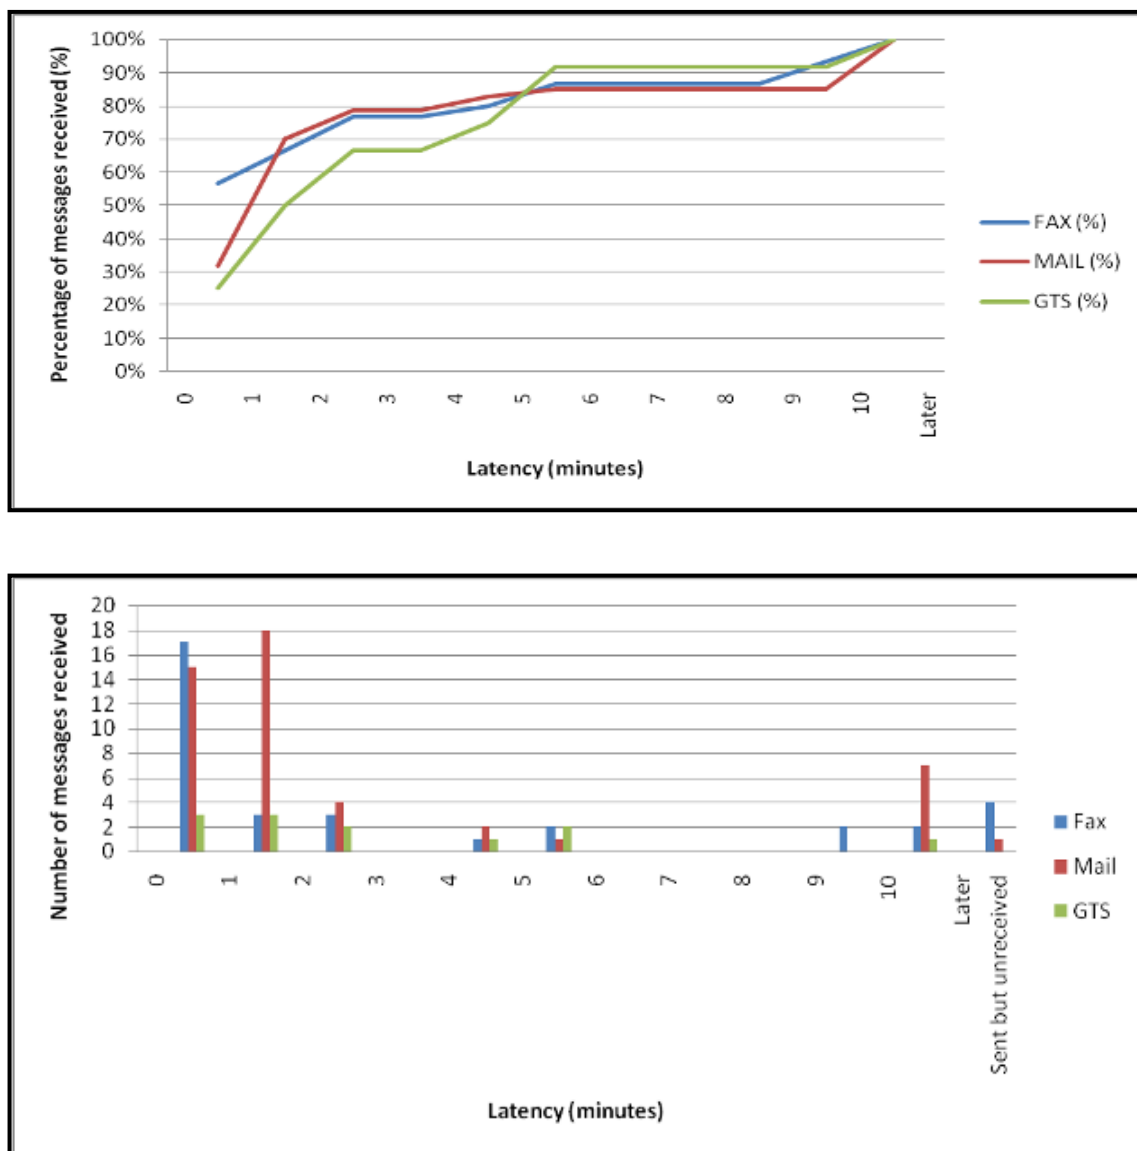 Percentage of messages received (%)
100%
90%
80%
70%
60%
50%
40%
30%
20%
10%
0%
0 1 2 3 4 5 6 7 8 9 10 Later
Latency (minutes)
FAX (%)
MAIL (%)
GTS (%)
Number of messages received
20
18
16
14
12
10
8
6
4
2
0
0 1 2 3 4 5 6 7 8 9 10 Later Sent but unreceived
Latency (minutes)
Fax
Mail
GTS